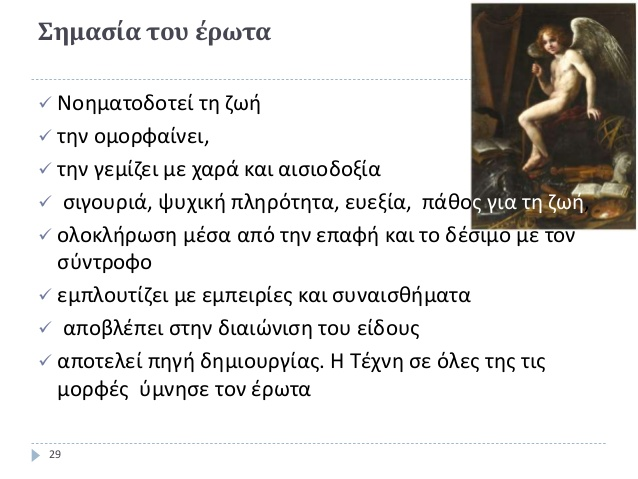 Σημασία του έρωτα
✓ Νοηματοδοτεί τη ζωή
✓ την ομορφαίνει,
✓ την γεμίζει με χαρά και αισιοδοξία
✓ σιγουριά, ψυχική πληρότητα, ευεξία, πάθος για τη ζωή,
✓ ολοκλήρωση μέσα από την επαφή και το δέσιμο με τον
σύντροφο
✓ εμπλουτίζει με εμπειρίες και συναισθήματα
✓ αποβλέπει στην διαιώνιση του είδους
✓ αποτελεί πηγή δημιουργίας. Η Τέχνη σε όλες της τις
μορφές ύμνησε τον έρωτα
29